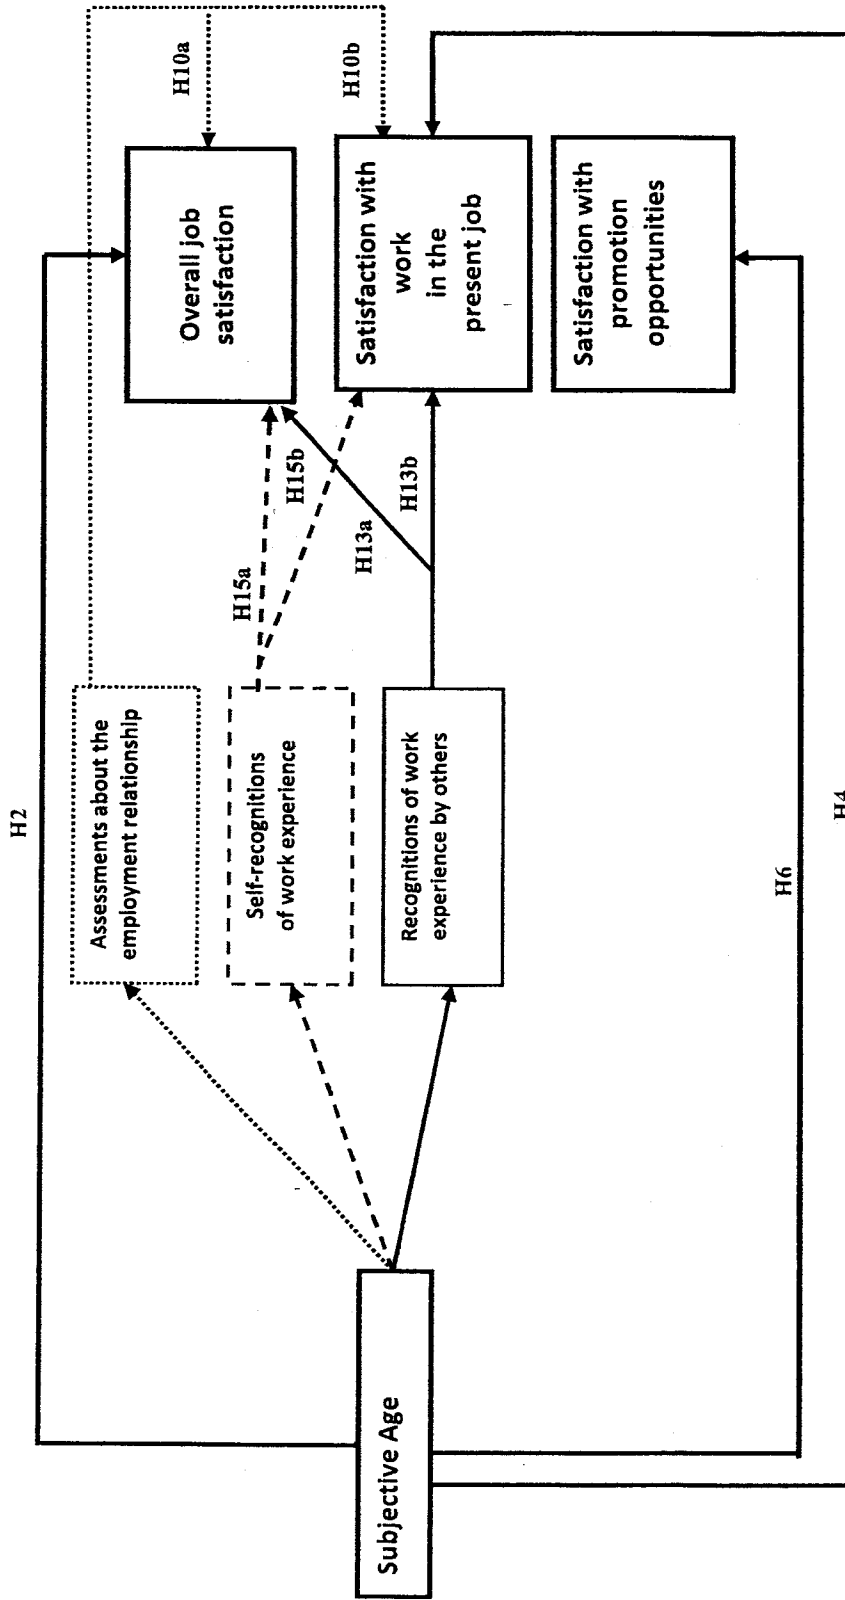 H2
Assessments about the
employment relationship
H10a
H10b
Overall job
satisfaction
Self-recognitions
of work experience
H15a
H15b
Satisfaction with
work
in the
present job
H13a
H13b
Recognitions of work
experience by others
Subjective Age
Satisfaction with
promotion
opportunities
H6
H4